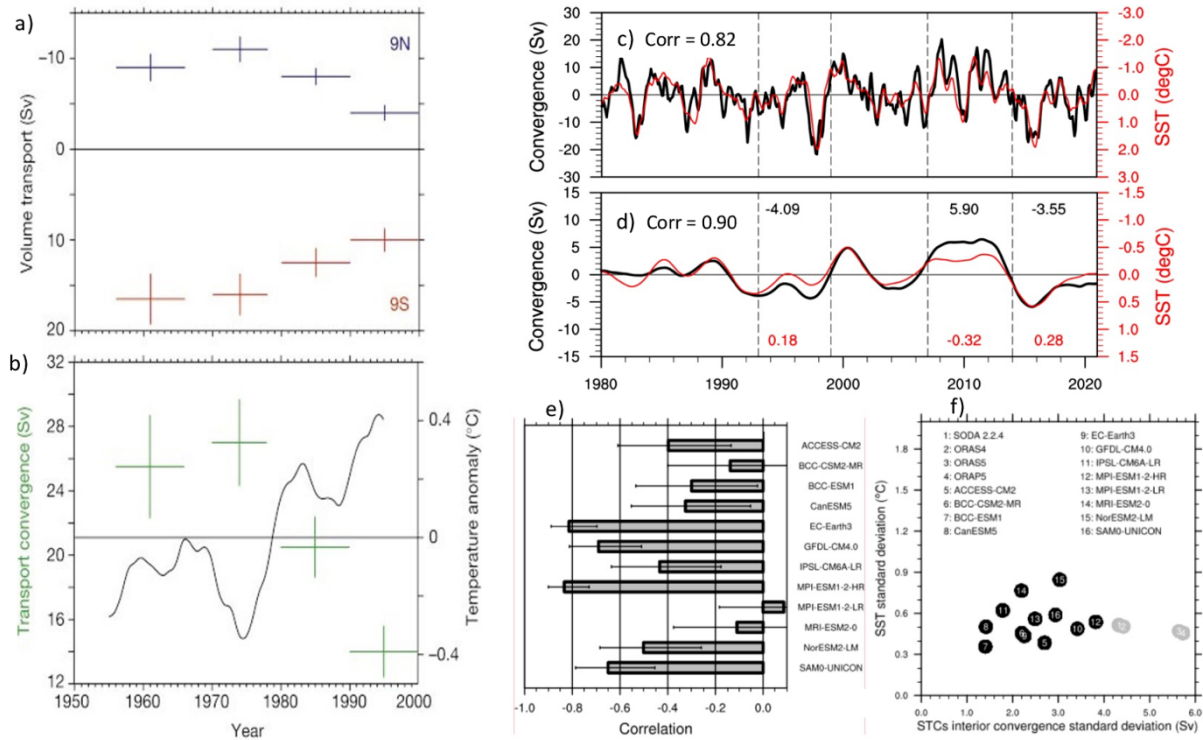 a)
9N
−10
0
10
20
Volume transport (Sv)
9S
b)
32
28
24
20
16
12
Transport convergence (Sv)
0.4
0
−0.4
Temperature anomaly (°C)
1950 1960 1970 1980 1990 2000
Year
c) Corr = 0.82
30
20
10
0
-10
-20
-30
Convergence (Sv)
-3.0
-2.0
-1.0
0.0
1.0
2.0
3.0
SST (degC)
d) Corr = 0.90
15
10
5
0
-5
-10
-15
Convergence (Sv)
-4.09 5.90 -3.55
0.18 -0.32 0.28
-1.5
-1.0
-0.5
0.0
0.5
1.0
1.5
SST (degC)
1980 1990 2000 2010 2020
e)
ACCESS-CM2
BCC-CSM2-MR
BCC-ESM1
CanESM5
EC-Earth3
GFDL-CM4.0
IPSL-CM6A-LR
MPI-ESM1-2-HR
MPI-ESM1-2-LR
MRI-ESM2-0
NorESM2-LM
SAM0-UNICON
-1.0 -0.8 -0.6 -0.4 -0.2 0.0
Correlation
f)
1: SODA 2.2.4
2: ORAS4
3: ORAS5
4: ORAP5
5: ACCESS-CM2
6: BCC-CSM2-MR
7: BCC-ESM1
8: CanESM5
9: EC-Earth3
10: GFDL-CM4.0
11: IPSL-CM6A-LR
12: MPI-ESM1-2-HR
13: MPI-ESM1-2-LR
14: MRI-ESM2-0
15: NorESM2-LM
16: SAM0-UNICON
1.8
1.5
1.2
0.9
0.6
0.3
0.0
SST standard deviation (°C)
15
14
11
16
13
12
8
10
6
5
7
0.0 1.0 2.0 3.0 4.0 5.0 6.0
STCs interior convergence standard deviation (Sv)